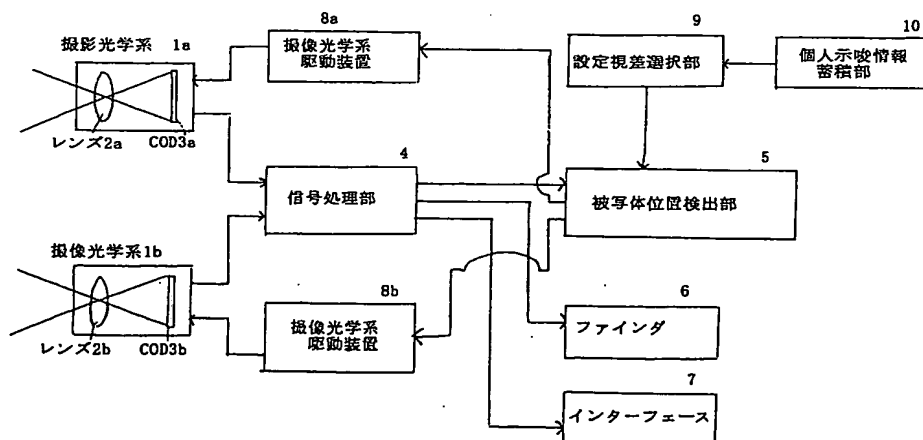 撮影光学系 1a
レンズ2a
COD3a
8a
撮像光学系
駆動装置
9
設定視差選択部
10
個人示唆情報
蓄積部
4
信号処理部
5
被写体位置検出部
撮像光学系1b
レンズ2b
COD3b
8b
撮像光学系
駆動装置
6
ファインダ
7
インターフェース